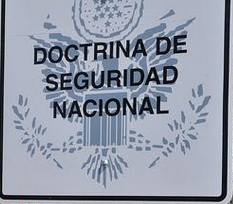 DOCTRINA DE
SEGURIDAD
NACIONAL